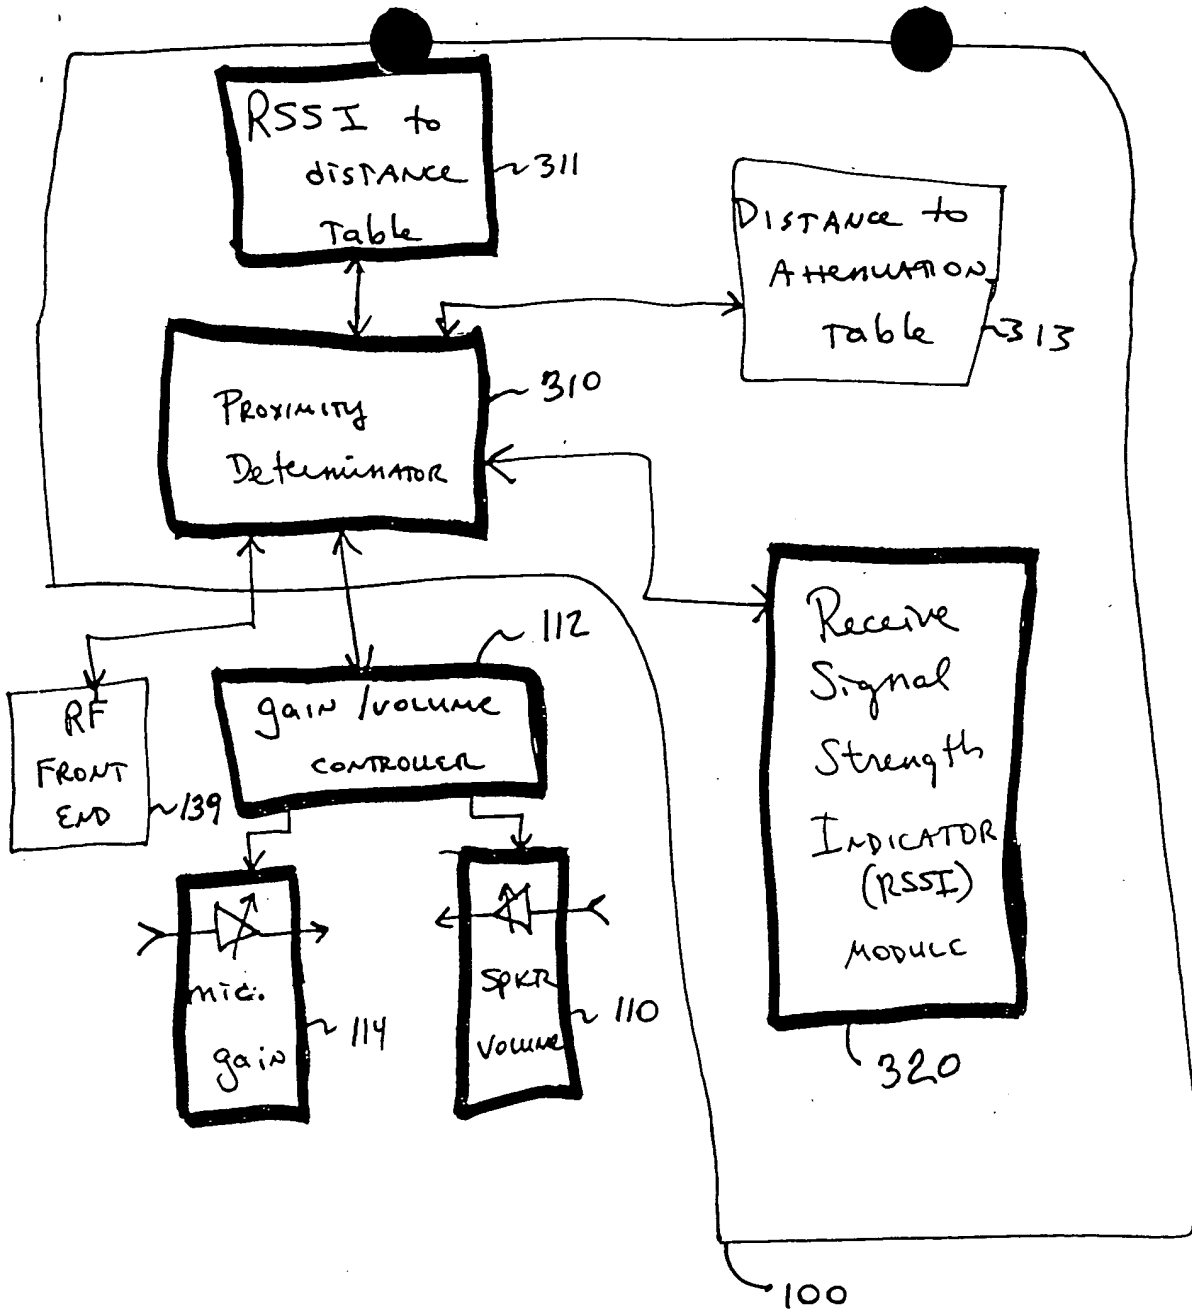 RSSI to
distance
Table
311
Distance to
Attenuation
Table
313
310
Proximity
Determinator
112
gain/volume
controller
RF
FRONT
END
139
Receive
Signal
Strength
Indicator
(RSSI)
module
mic.
gain
114
spkr
volume
110
320
100